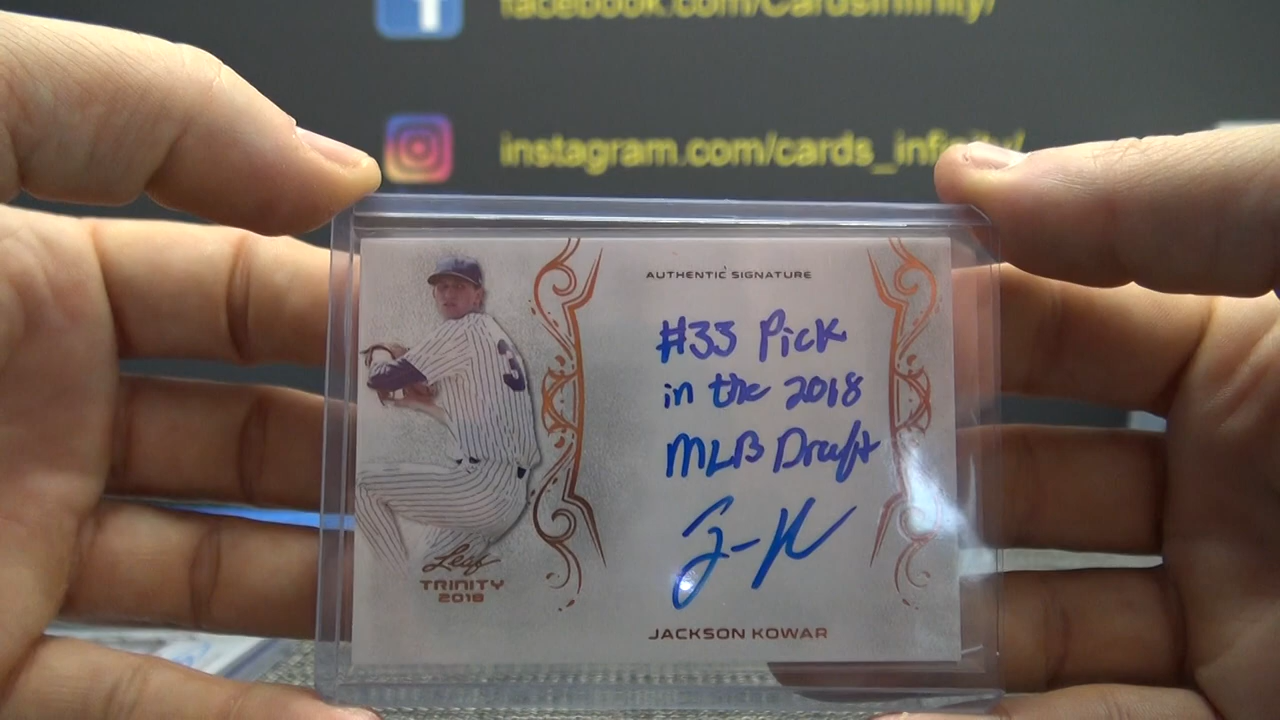 facebook.com/CardsInfinity/
instagram.com/cards_infinity/
AUTHENTIC SIGNATURE
#33 Pick
in the 2018
MLB Draft
J-K
3
Leaf
TRINITY
2018
JACKSON KOWAR